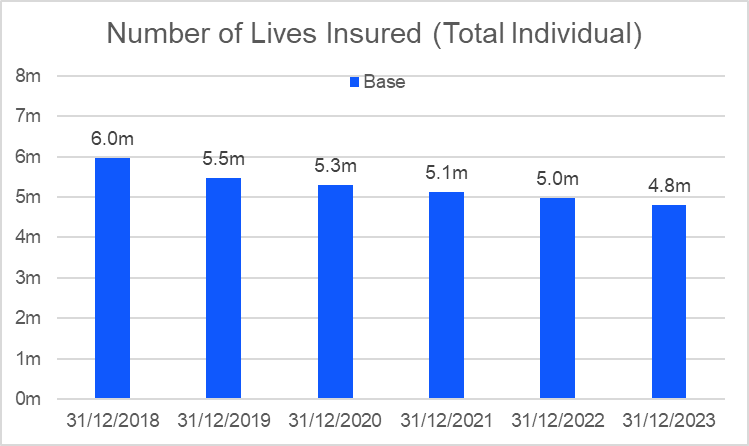 Number of Lives Insured (Total Individual)
8m
Base
7m
6m
5m
4m
3m
2m
1m
0m
6.0m
5.5m
5.3m
5.1m
5.0m
4.8m
31/12/2018 31/12/2019 31/12/2020 31/12/2021 31/12/2022 31/12/2023